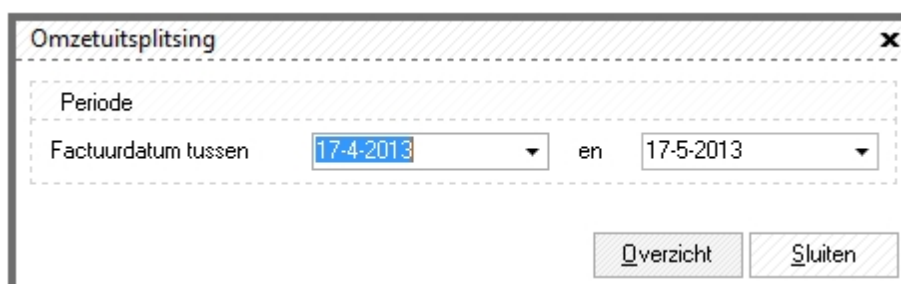 Omzetuitsplitsing
Periode
Factuurdatum tussen 17-4-2013 en 17-5-2013
Overzicht Sluiten